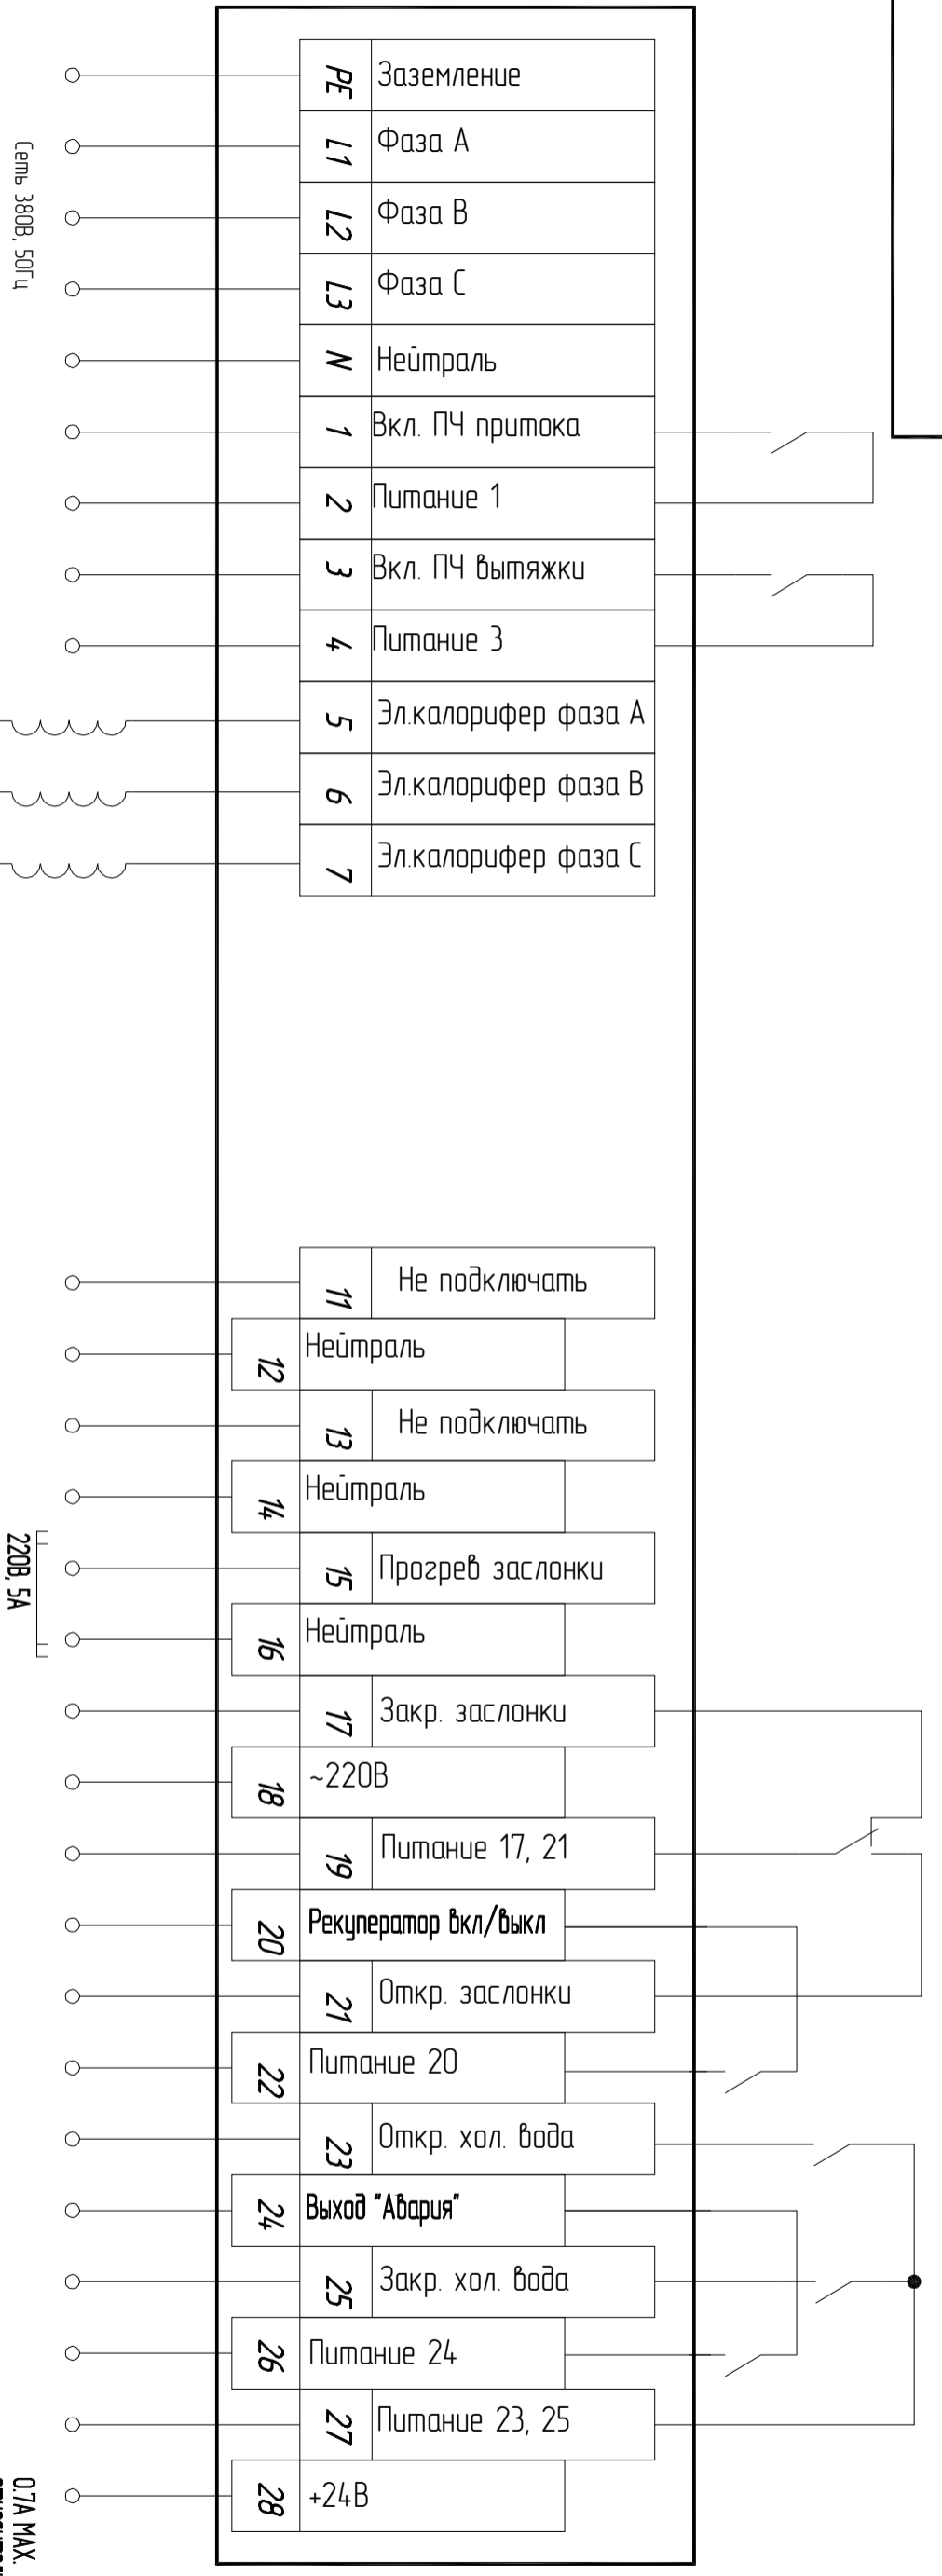 PE Заземление
L1 Фаза А
L2 Фаза В
L3 Фаза С
N Нейтраль
1 Вкл. ПЧ притока
2 Питание 1
3 Вкл. ПЧ вытяжки
4 Питание 3
5 Эл.калорифер фаза А
6 Эл.калорифер фаза В
7 Эл.калорифер фаза С
Сеть 380В, 50Гц
11 Не подключать
12 Нейтраль
13 Не подключать
14 Нейтраль
15 Прогрев заслонки
16 Нейтраль
220В, 5А
17 Закр. заслонки
18 ~220В
19 Питание 17, 21
20 Рекуператор вкл/выкл
21 Откр. заслонки
22 Питание 20
23 Откр. хол. вода
24 Выход "Авария"
25 Закр. хол. вода
26 Питание 24
27 Питание 23, 25
28 +24В
0.7А MAX.